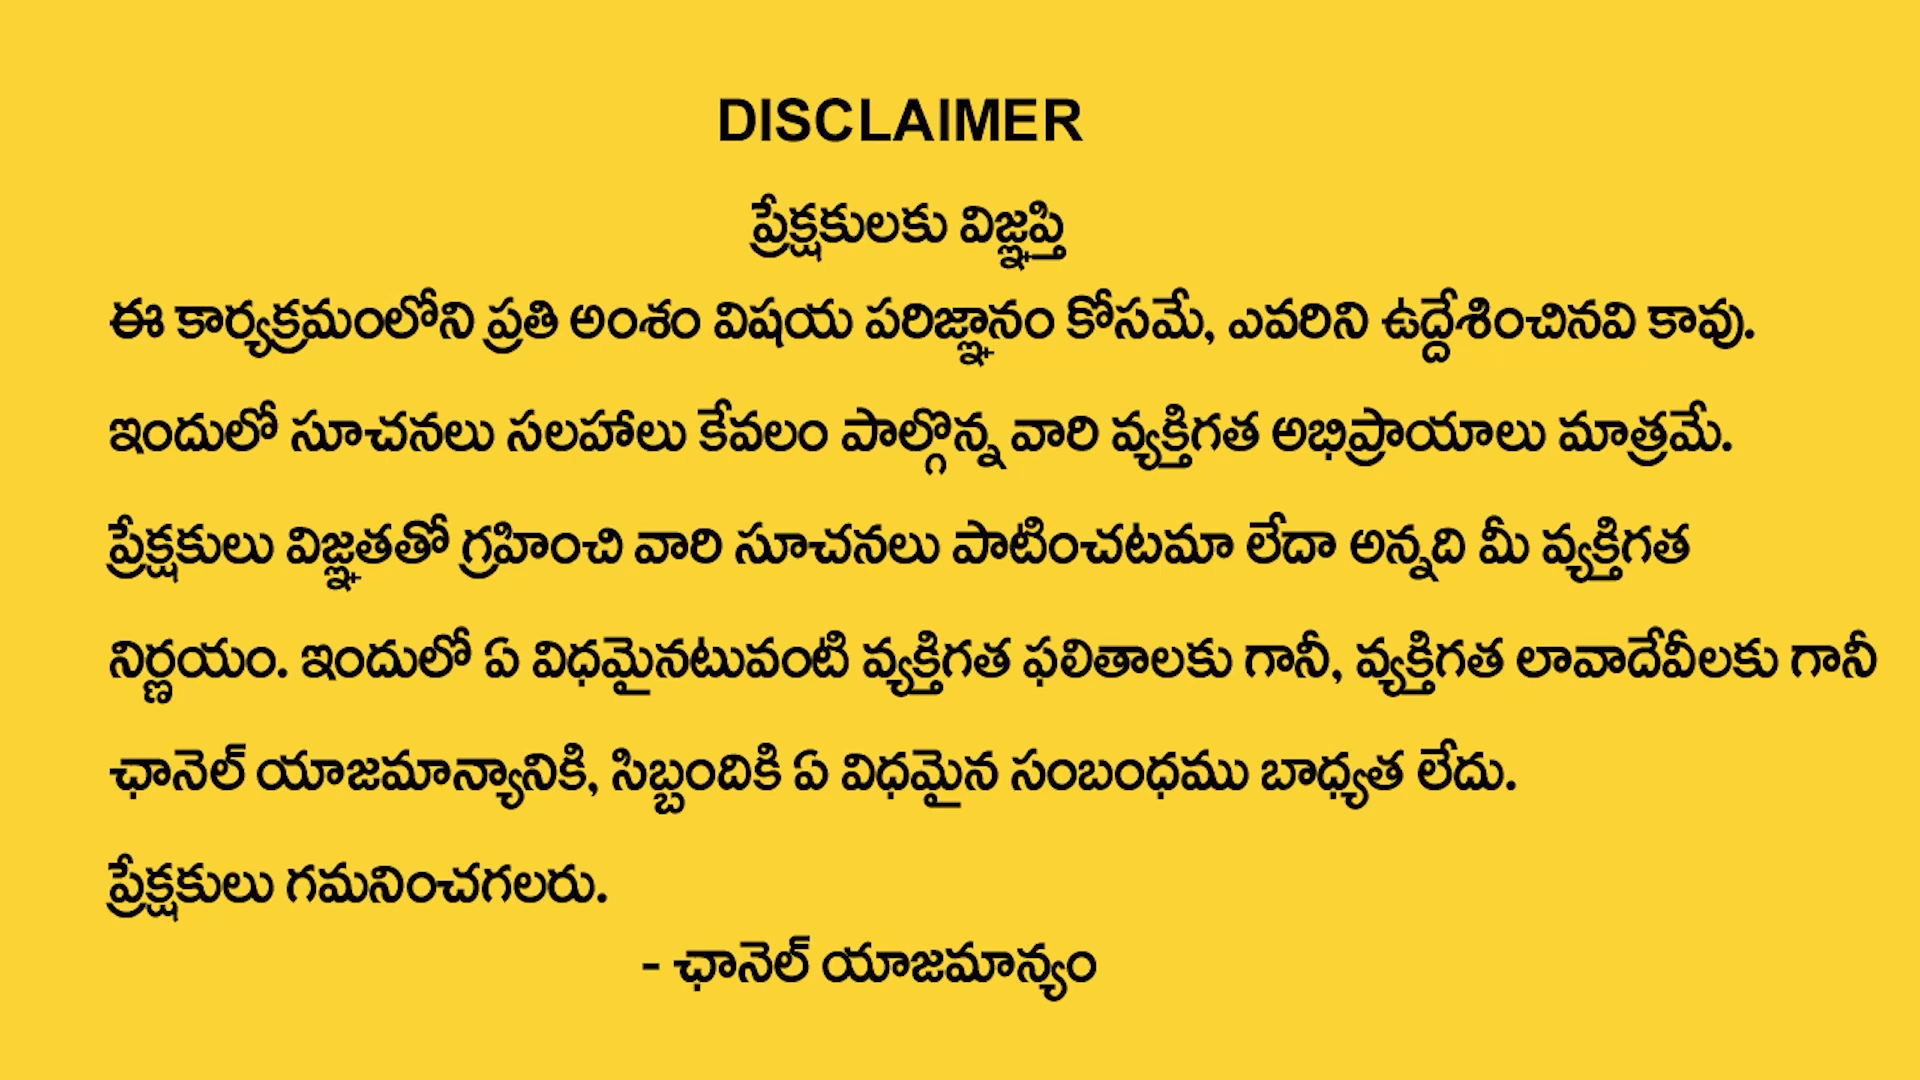 DISCLAIMER
ప్రేక్షకులకు విజ్ఞప్తి
ఈ కార్యక్రమంలోని ప్రతి అంశం విషయ పరిజ్ఞానం కోసమే, ఎవరిని ఉద్దేశించినవి కావు.
ఇందులో సూచనలు సలహాలు కేవలం పాల్గొన్న వారి వ్యక్తిగత అభిప్రాయాలు మాత్రమే.
ప్రేక్షకులు విజ్ఞతతో గ్రహించి వారి సూచనలు పాటించటమా లేదా అన్నది మీ వ్యక్తిగత
నిర్ణయం. ఇందులో ఏ విధమైనటువంటి వ్యక్తిగత ఫలితాలకు గానీ, వ్యక్తిగత లావాదేవీలకు గానీ
ఛానెల్ యాజమాన్యానికి, సిబ్బందికి ఏ విధమైన సంబంధము బాధ్యత లేదు.
ప్రేక్షకులు గమనించగలరు.
- ఛానెల్ యాజమాన్యం